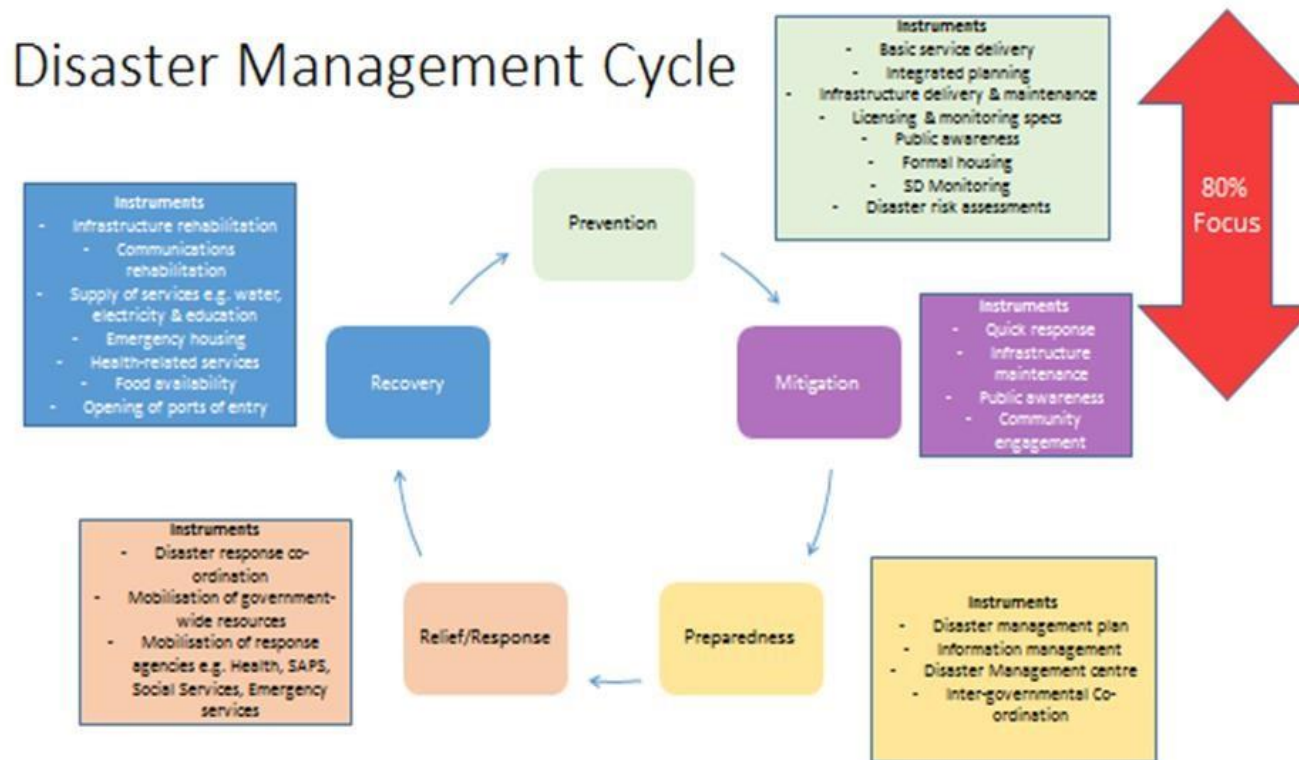 Disaster Management Cycle
Instruments
- Basic service delivery
- Integrated planning
- Infrastructure delivery & maintenance
- Licensing & monitoring specs
- Public awareness
- Formal housing
- SD Monitoring
- Disaster risk assessments
80%
Focus
Prevention
Instruments
- Infrastructure rehabilitation
- Communications
rehabilitation
- Supply of services e.g. water,
electricity & education
- Emergency housing
- Health-related services
- Food availability
- Opening of ports of entry
Recovery
Mitigation
Instruments
- Quick response
- Infrastructure
maintenance
- Public awareness
- Community
engagement
Instruments
- Disaster response co-
ordination
- Mobilisation of government-
wide resources
- Mobilisation of response
agencies e.g. Health, SAPS,
Social Services, Emergency
services
Relief/Response
Preparedness
Instruments
- Disaster management plan
- Information management
- Disaster Management centre
- Inter-governmental Co-
ordination